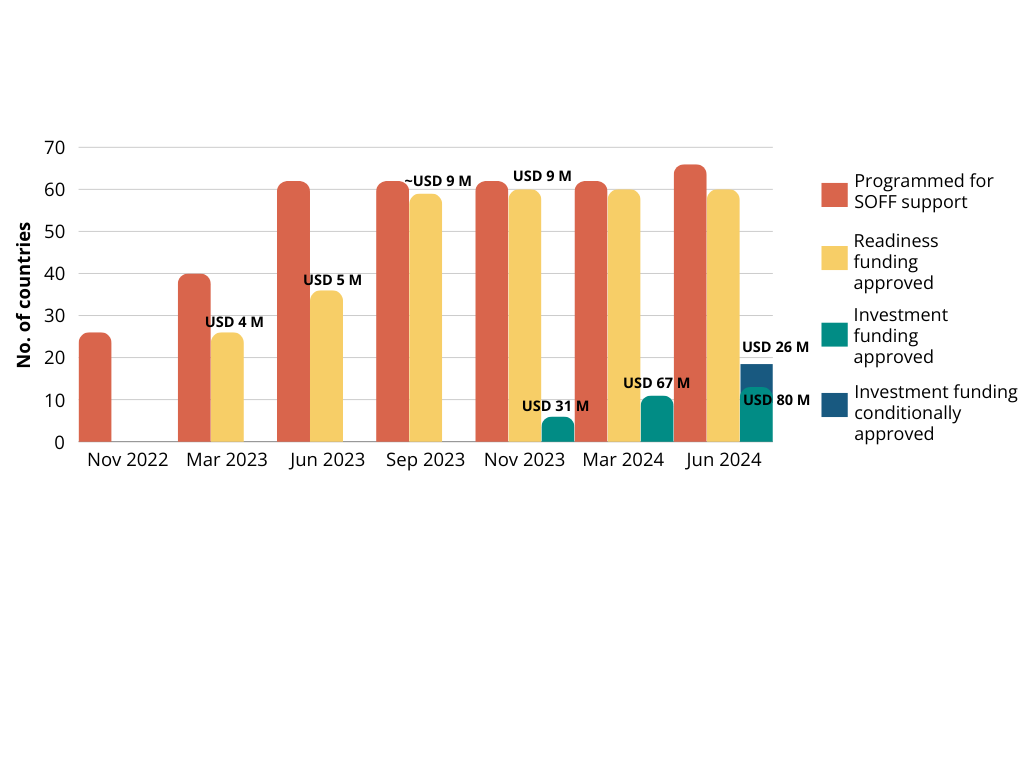 No. of countries
70
60
50
40
30
20
10
0
USD 4 M
USD 5 M
~USD 9 M
USD 9 M
USD 31 M
USD 67 M
USD 26 M
USD 80 M
Nov 2022
Mar 2023
Jun 2023
Sep 2023
Nov 2023
Mar 2024
Jun 2024
Programmed for
SOFF support
Readiness
funding
approved
Investment
funding
approved
Investment funding
conditionally
approved